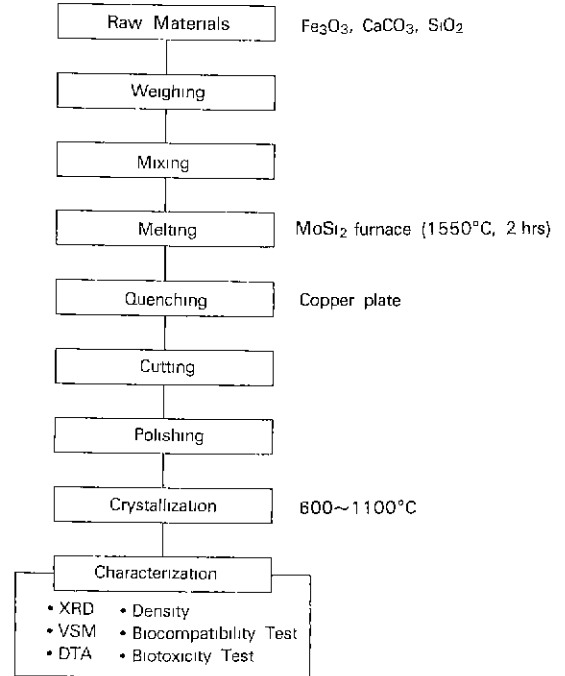 Raw Materials Fe₃O₃, CaCO₃, SiO₂
Weighing
Mixing
Melting MoSi₂ furnace (1550°C, 2 hrs)
Quenching Copper plate
Cutting
Polishing
Crystallization 600~1100°C
Characterization
• XRD • Density
• VSM • Biocompatibility Test
• DTA • Biotoxicity Test